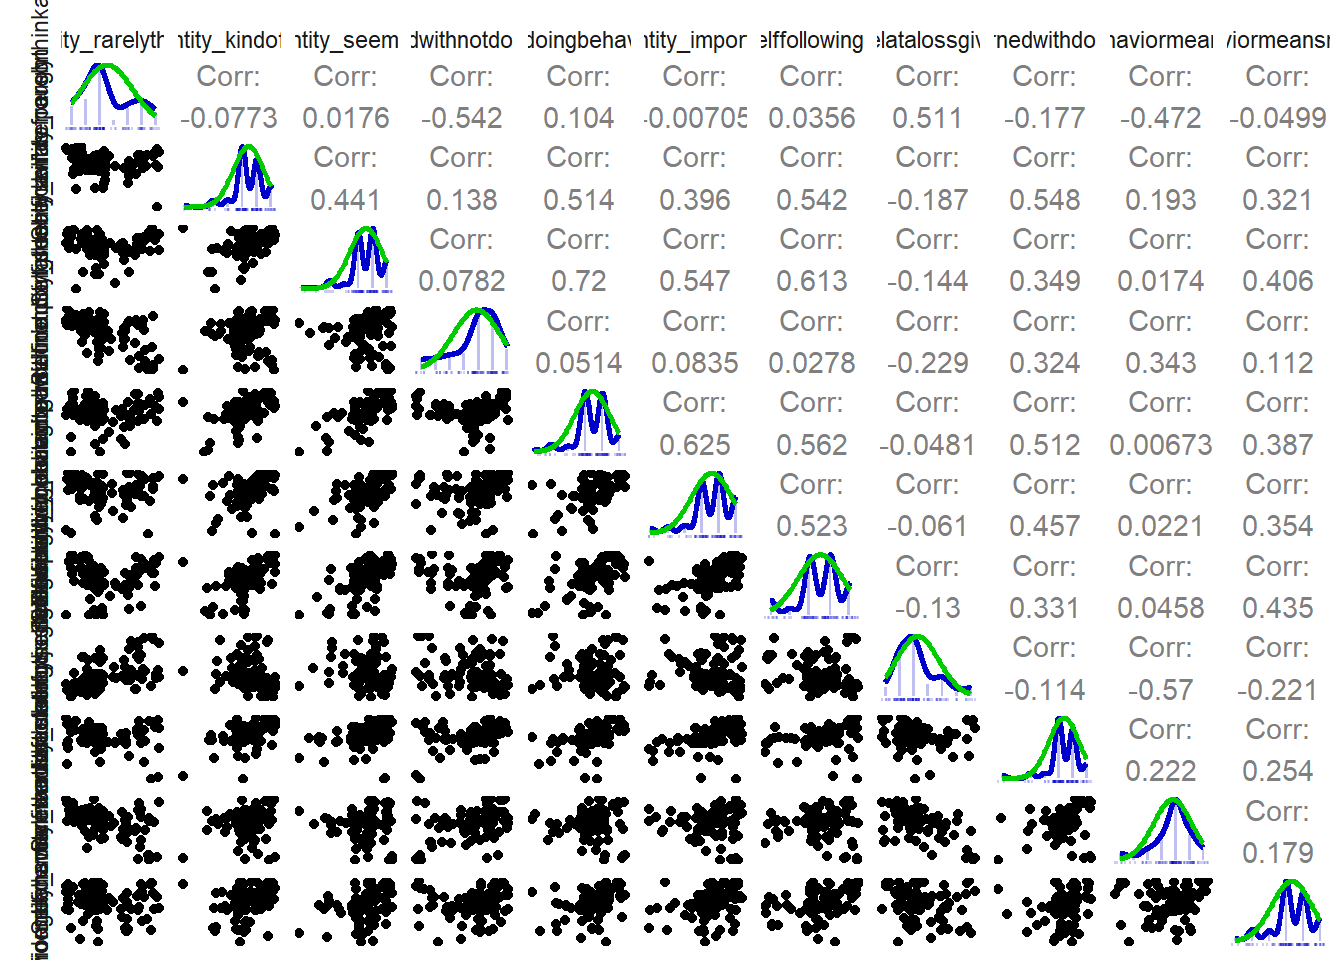 ity_rarelyth ntity_kindof ntity_seem dwithnotdo doingbehav ntity_impor elffollowing elatalossgiv rnedwithdo haviormean viormeansr
Corr: Corr: Corr: Corr: Corr: Corr: Corr: Corr: Corr: Corr:
-0.0773 0.0176 -0.542 0.104 -0.00705 0.0356 0.511 -0.177 -0.472 -0.0499
Corr: Corr: Corr: Corr: Corr: Corr: Corr: Corr: Corr:
0.441 0.138 0.514 0.396 0.542 -0.187 0.548 0.193 0.321
Corr: Corr: Corr: Corr: Corr: Corr: Corr: Corr:
0.0782 0.72 0.547 0.613 -0.144 0.349 0.0174 0.406
Corr: Corr: Corr: Corr: Corr: Corr: Corr:
0.0514 0.0835 0.0278 -0.229 0.324 0.343 0.112
Corr: Corr: Corr: Corr: Corr: Corr:
0.625 0.562 -0.0481 0.512 0.00673 0.387
Corr: Corr: Corr: Corr: Corr:
0.523 -0.061 0.457 0.0221 0.354
Corr: Corr: Corr: Corr:
-0.13 0.331 0.0458 0.435
Corr: Corr: Corr:
-0.114 -0.57 -0.221
Corr: Corr:
0.222 0.254
Corr:
0.179